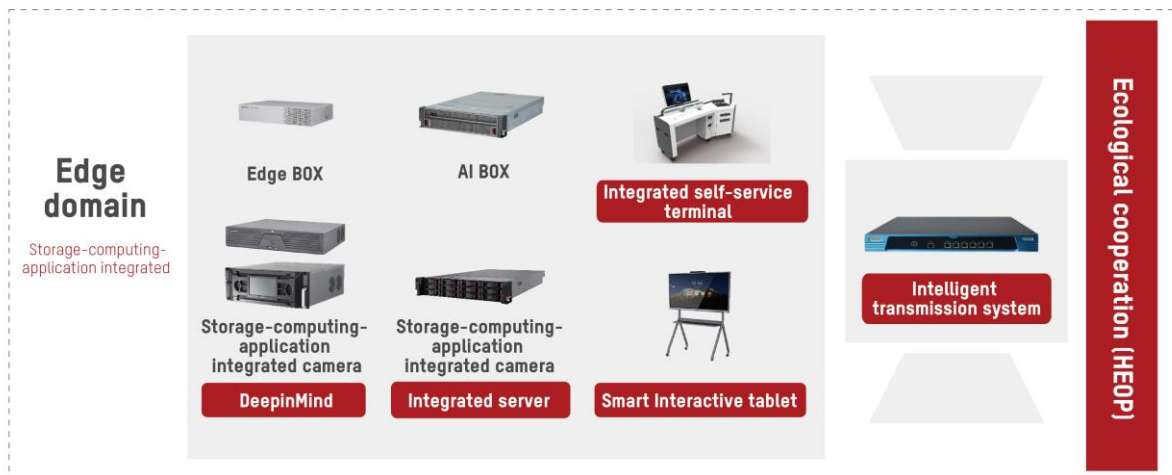 Edge
domain
Storage-computing-
application integrated
Edge BOX
AI BOX
Integrated self-service
terminal
Storage-computing-
application
integrated camera
DeepinMind
Storage-computing-
application
integrated camera
Integrated server
Smart Interactive tablet
Intelligent
transmission system
Ecological cooperation (HEOP)